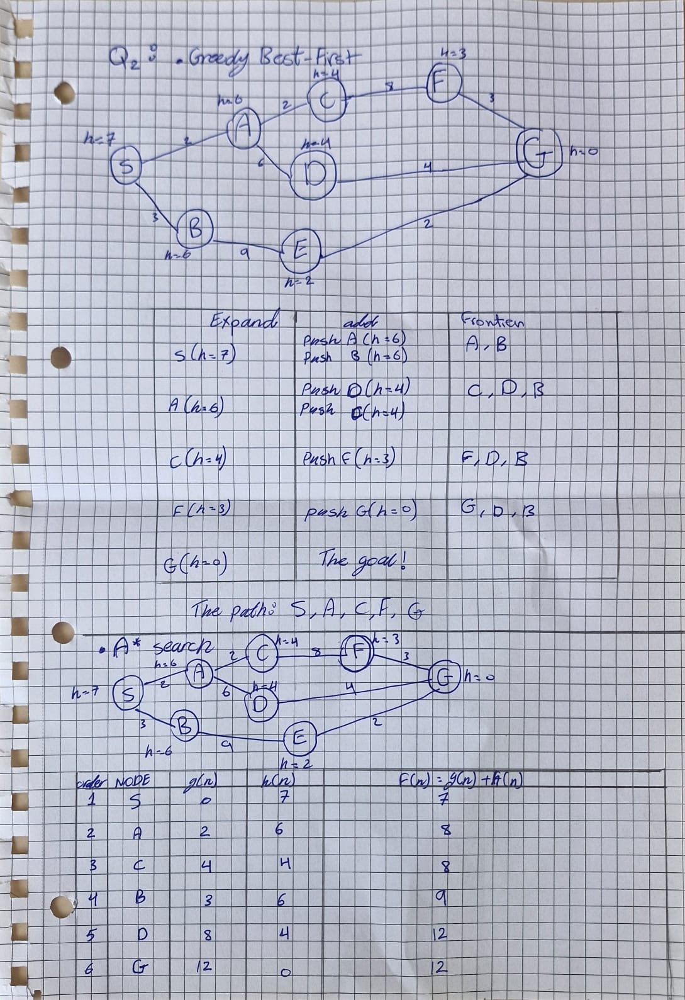 Q2: • Greedy Best-First
h=3
h=4
F
8
C
3
h=6
2
A
h=7
2
h=4
G
h=0
S
6
D
4
3
B
2
E
h=6
9
h=2
Expand add Frontier
S(h=7) Push A(h=6) A, B
Push B(h=6)
A(h=6) Push D(h=4) C, D, B
Push C(h=4)
C(h=4) Push F(h=3) F, D, B
F(h=3) push G(h=0) G, D, B
G(h=0) The goal!
The path: S, A, C, F, G
• A* search
h=4
h=3
2
C
8
F
3
h=6
A
h=7
2
h=4
4
G
h=0
S
6
D
3
B
2
E
9
h=6
h=2
order NODE g(n) h(n) F(n) = g(n) + h(n)
1 S 0 7 7
2 A 2 6 8
3 C 4 4 8
4 B 3 6 9
5 D 8 4 12
6 G 12 0 12